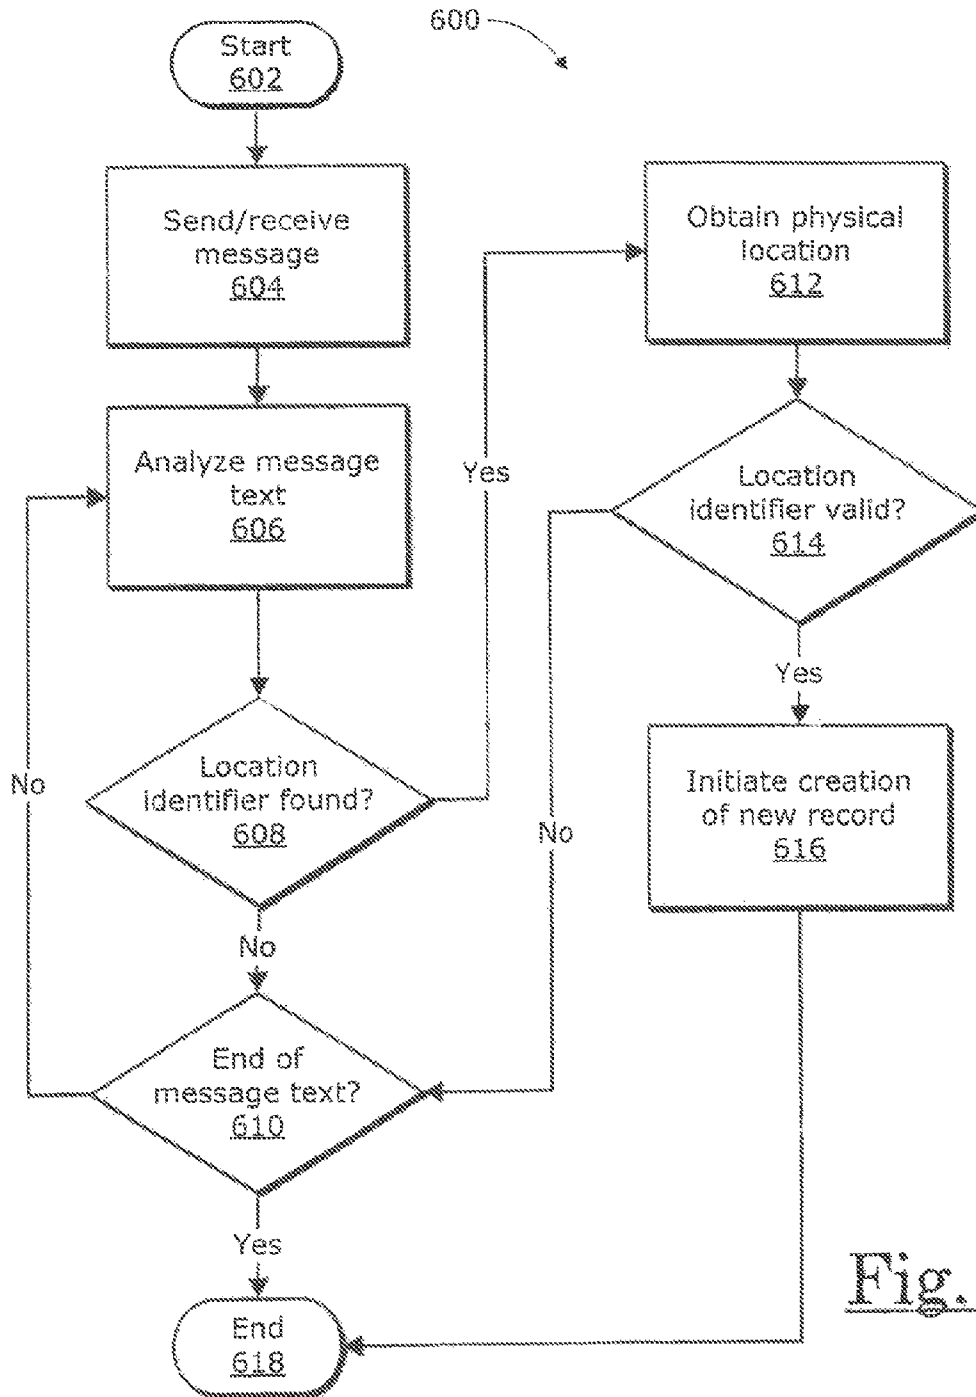 600
Start
602
Send/receive
message
604
Analyze message
text
606
Location
identifier found?
608
No
End of
message text?
610
Yes
End
618
No
Yes
Obtain physical
location
612
Location
identifier valid?
614
Yes
No
Initiate creation
of new record
616
Fig.